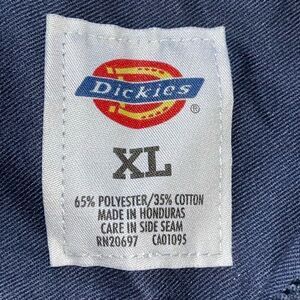 Dickies
®
XL
65% POLYESTER/35% COTTON
MADE IN HONDURAS
CARE IN SIDE SEAM
RN20697 CA01095